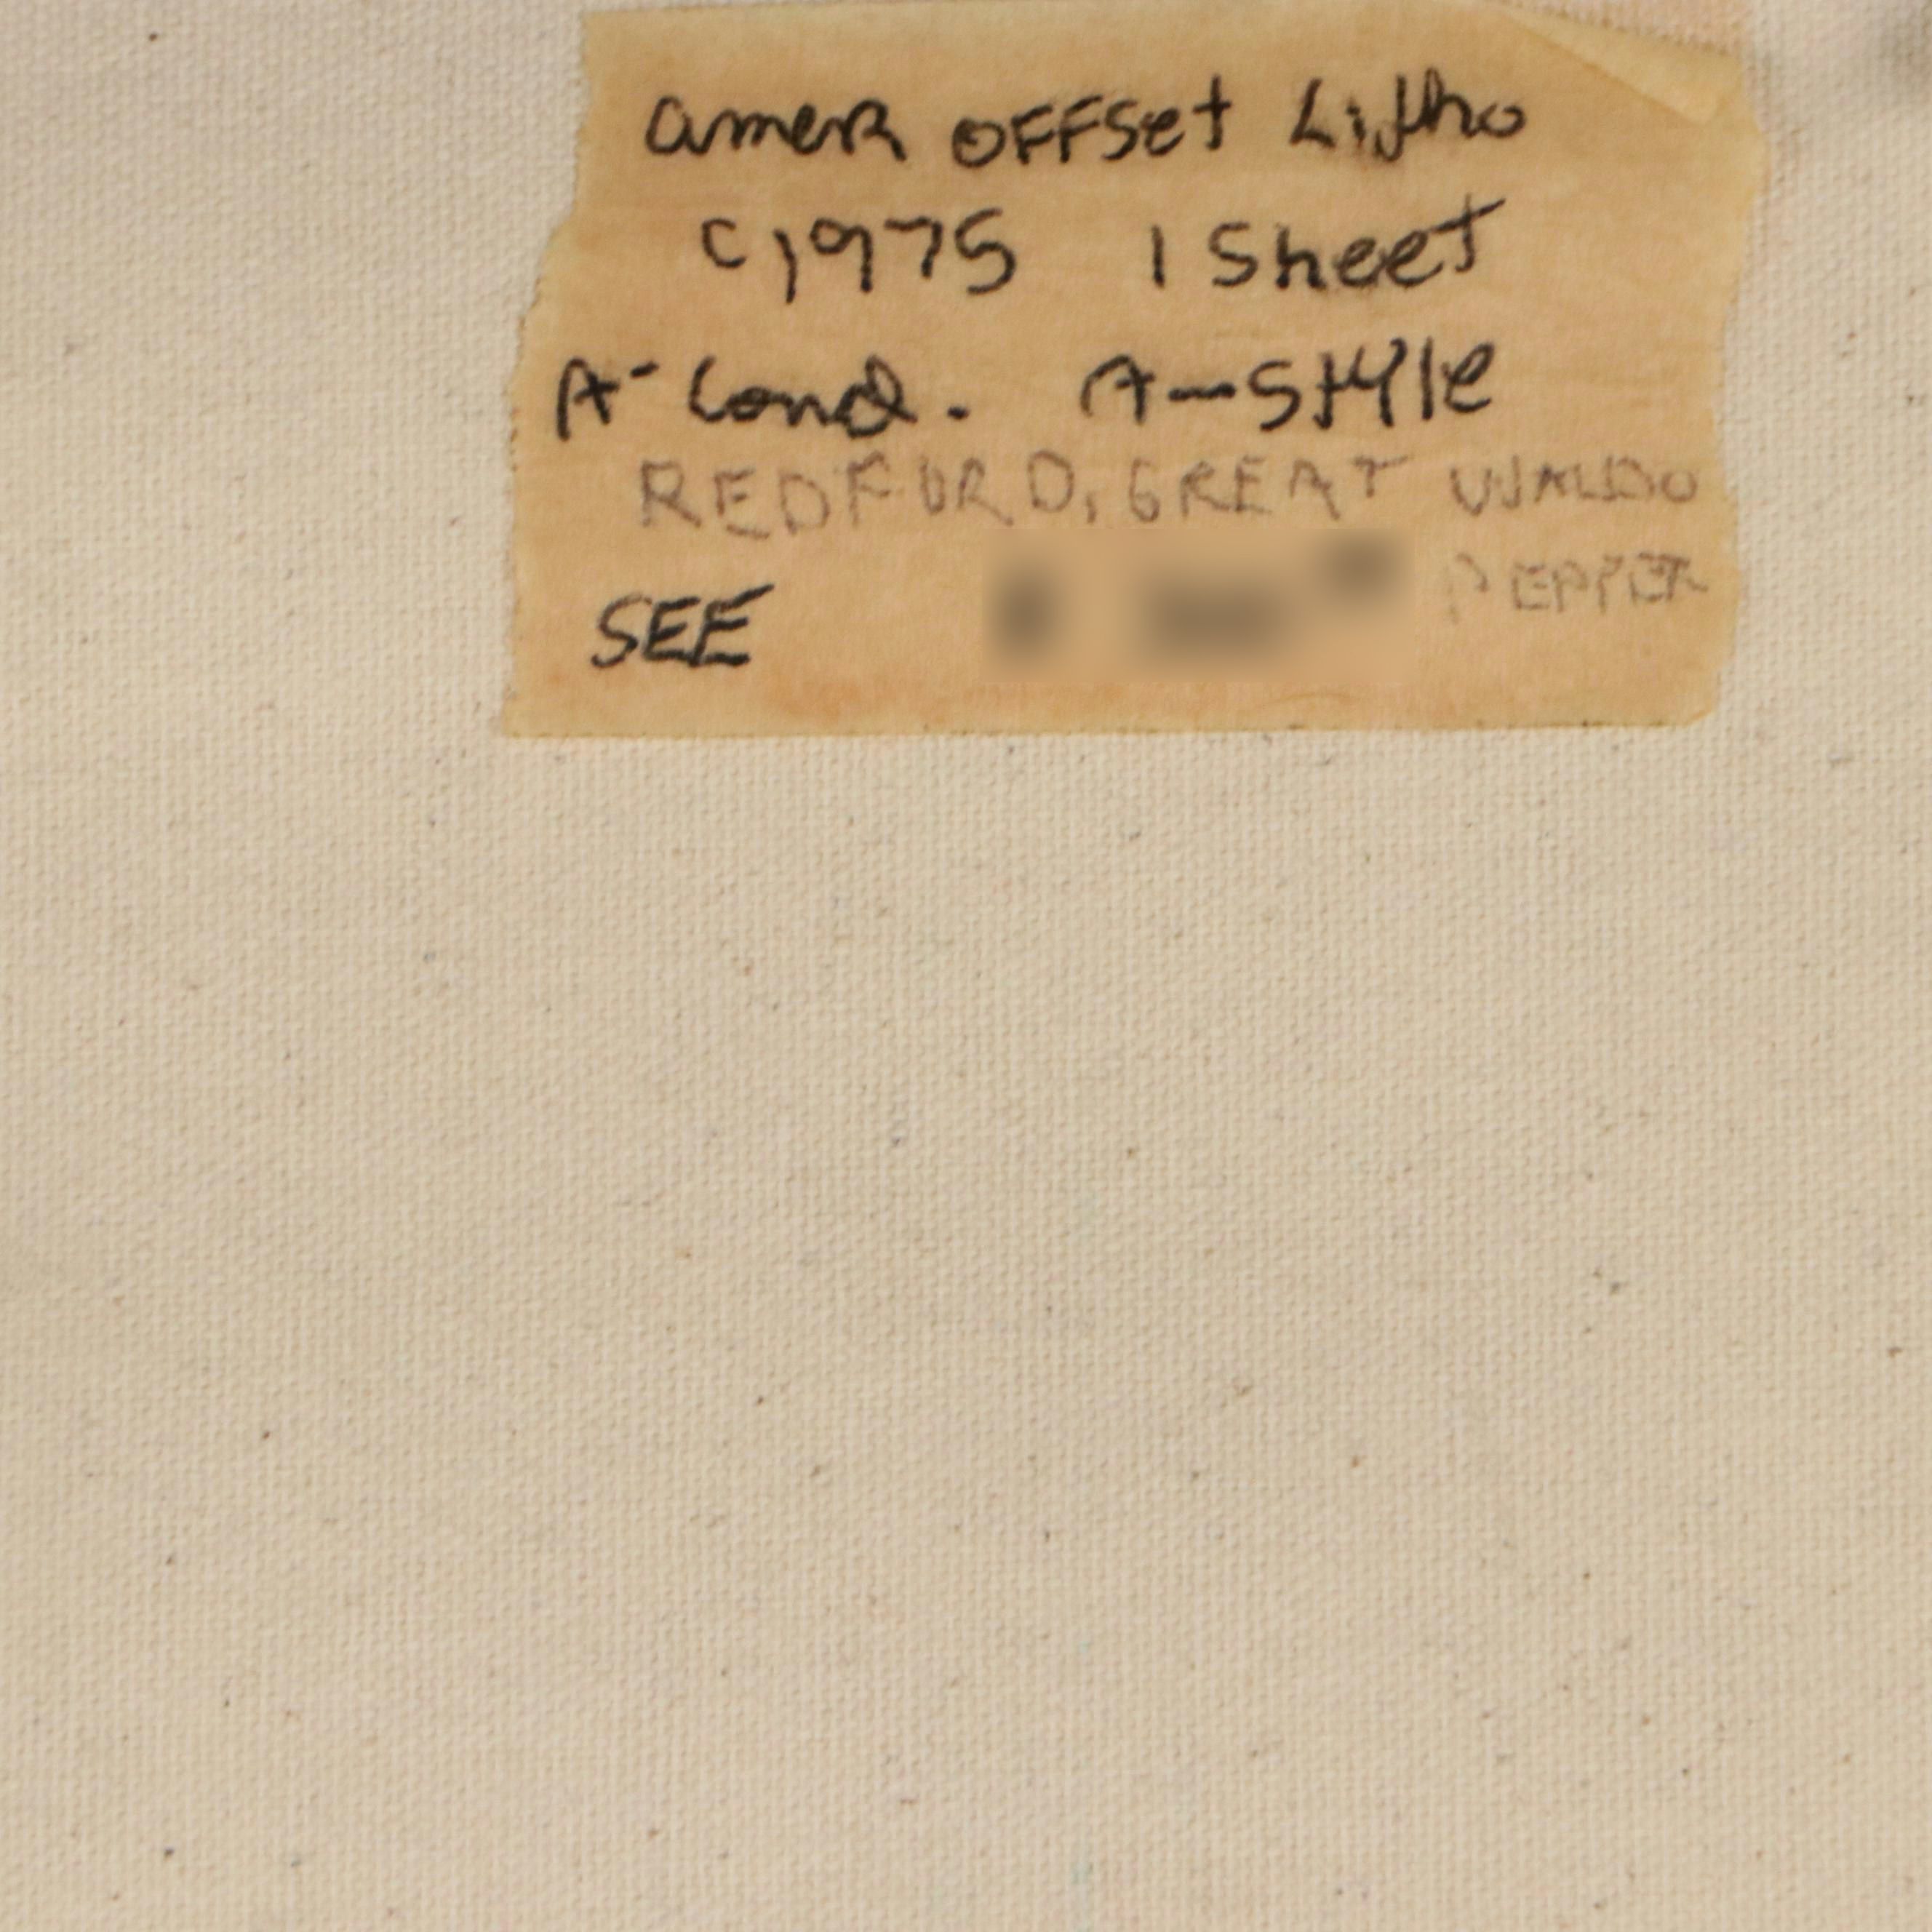 amer OFFSet Litho
C1975 1 Sheet
A- Cond. A-Style
REDFORD, GREAT WALDO
PEPPER
SEE